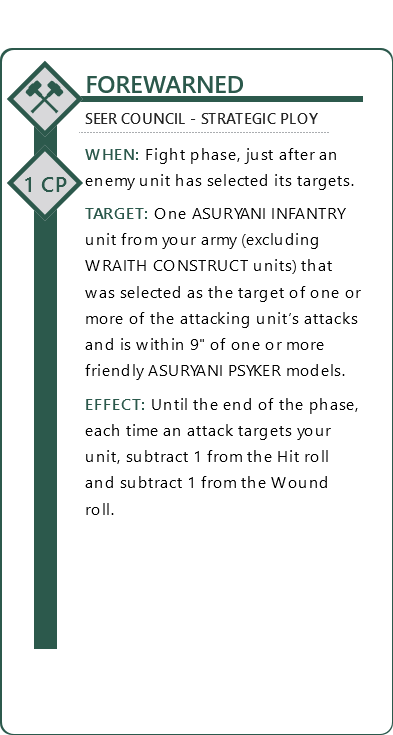 FOREWARNED
SEER COUNCIL - STRATEGIC PLOY
WHEN: Fight phase, just after an
1 CP
enemy unit has selected its targets.
TARGET: One ASURYANI INFANTRY
unit from your army (excluding
WRAITH CONSTRUCT units) that
was selected as the target of one or
more of the attacking unit’s attacks
and is within 9" of one or more
friendly ASURYANI PSYKER models.
EFFECT: Until the end of the phase,
each time an attack targets your
unit, subtract 1 from the Hit roll
and subtract 1 from the Wound
roll.